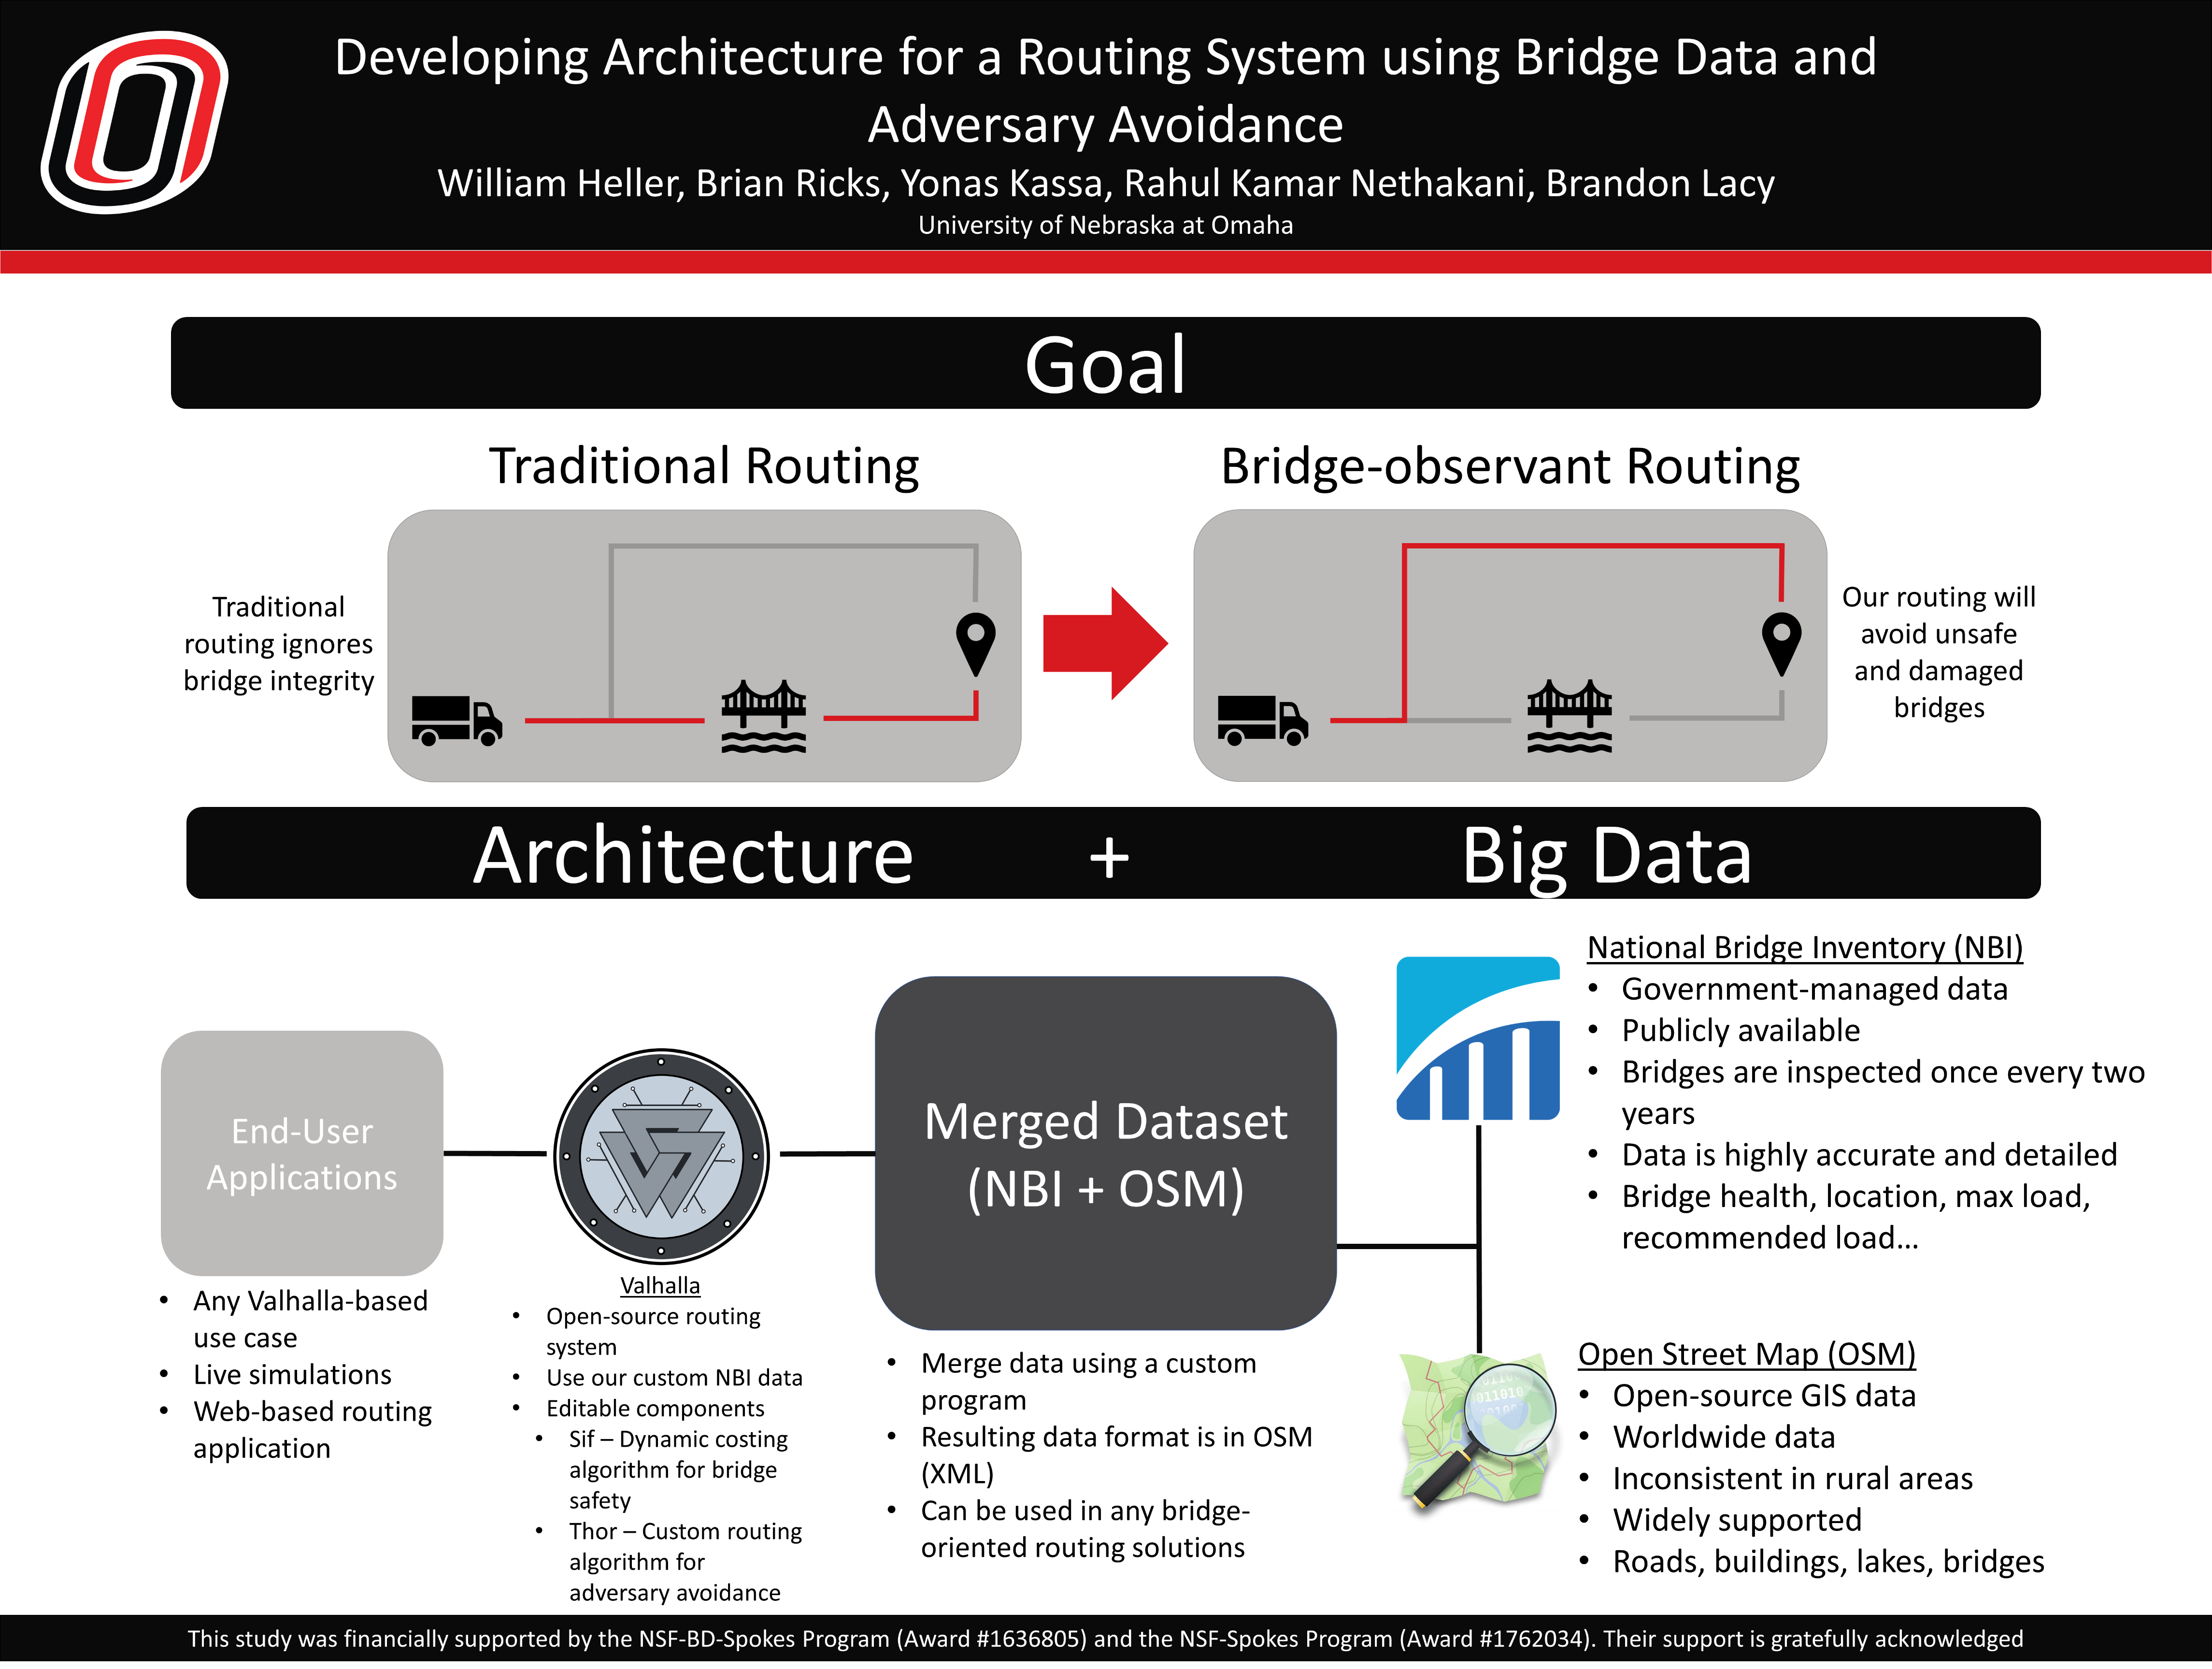 Developing Architecture for a Routing System using Bridge Data and
Adversary Avoidance
William Heller, Brian Ricks, Yonas Kassa, Rahul Kamar Nethakani, Brandon Lacy
University of Nebraska at Omaha
Goal
Traditional Routing
Bridge-observant Routing
Traditional
routing ignores
bridge integrity
Our routing will
avoid unsafe
and damaged
bridges
Architecture + Big Data
End-User
Applications
• Any Valhalla-based
use case
• Live simulations
• Web-based routing
application
Valhalla
• Open-source routing
system
• Use our custom NBI data
• Editable components
• Sif – Dynamic costing
algorithm for bridge
safety
• Thor – Custom routing
algorithm for
adversary avoidance
Merged Dataset
(NBI + OSM)
• Merge data using a custom
program
• Resulting data format is in OSM
(XML)
• Can be used in any bridge-
oriented routing solutions
National Bridge Inventory (NBI)
• Government-managed data
• Publicly available
• Bridges are inspected once every two
years
• Data is highly accurate and detailed
• Bridge health, location, max load,
recommended load…
Open Street Map (OSM)
• Open-source GIS data
• Worldwide data
• Inconsistent in rural areas
• Widely supported
• Roads, buildings, lakes, bridges
This study was financially supported by the NSF-BD-Spokes Program (Award #1636805) and the NSF-Spokes Program (Award #1762034). Their support is gratefully acknowledged